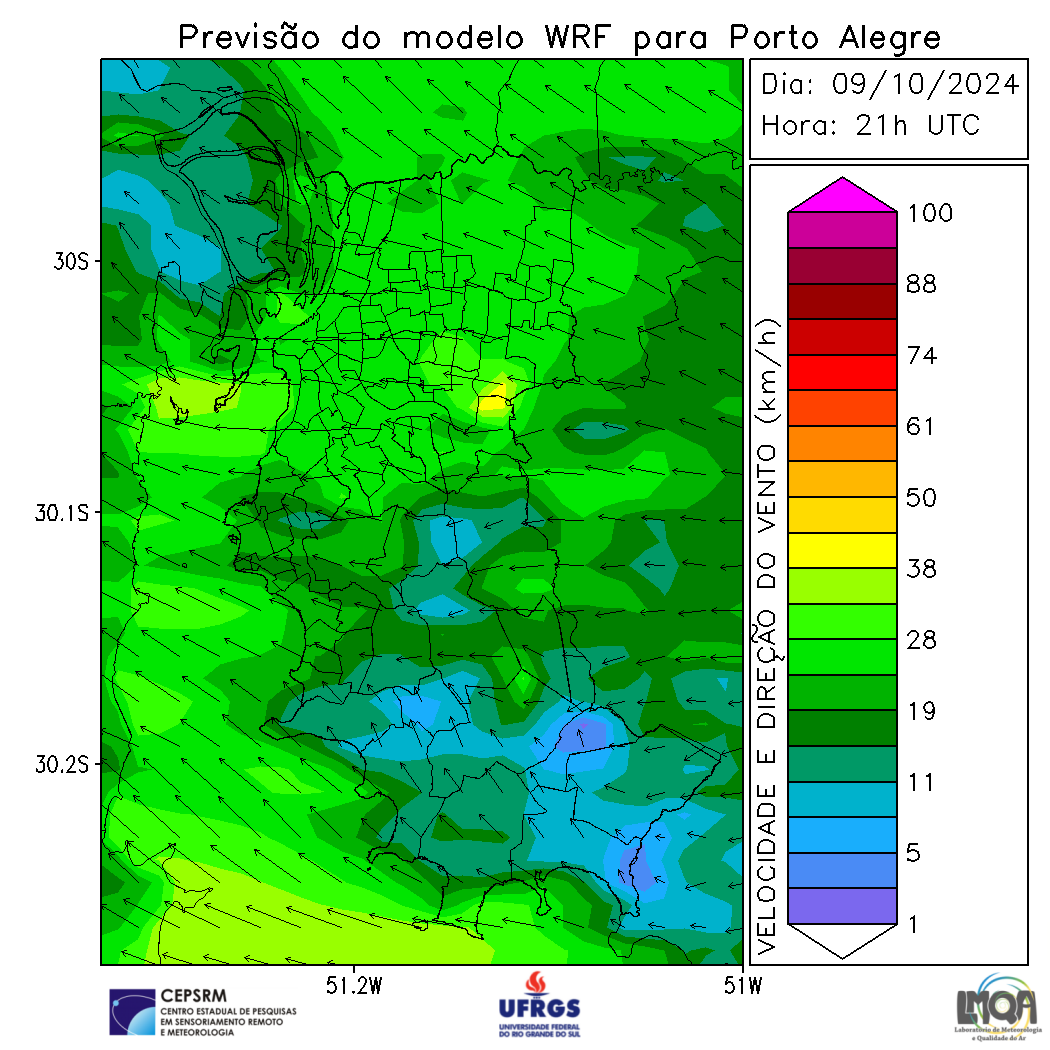 Previsão do modelo WRF para Porto Alegre
Dia: 09/10/2024
Hora: 21h UTC
30S
30.1S
30.2S
51.2W
51W
VELOCIDADE E DIREÇÃO DO VENTO (km/h)
100
88
74
61
50
38
28
19
11
5
1
CEPSRM
CENTRO ESTADUAL DE PESQUISAS
EM SENSORIAMENTO REMOTO
E METEOROLOGIA
UFRGS
UNIVERSIDADE FEDERAL
DO RIO GRANDE DO SUL
LMQA
Laboratório de Meteorologia
e Qualidade do Ar